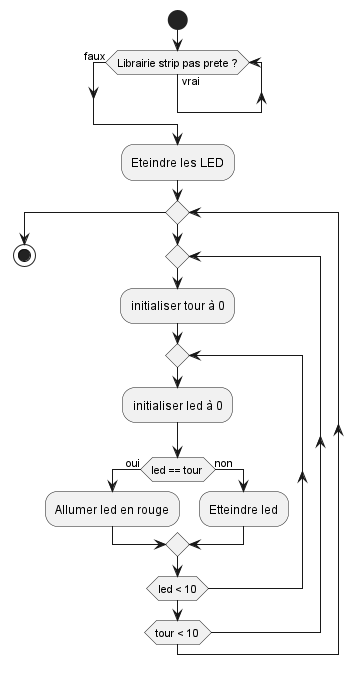 Librairie strip pas prete ?
faux
vrai
Eteindre les LED
initialiser tour à 0
initialiser led à 0
led == tour
oui
non
Allumer led en rouge
Etteindre led
led < 10
tour < 10